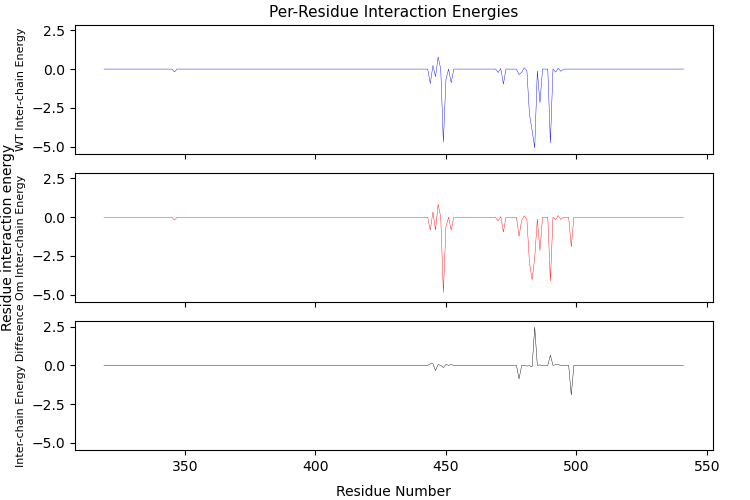 Per-Residue Interaction Energies
Residue interaction energy
WT Inter-chain Energy
2.5
0.0
−2.5
−5.0
Om Inter-chain Energy
2.5
0.0
−2.5
−5.0
Inter-chain Energy Difference
2.5
0.0
−2.5
−5.0
350
400
450
500
550
Residue Number